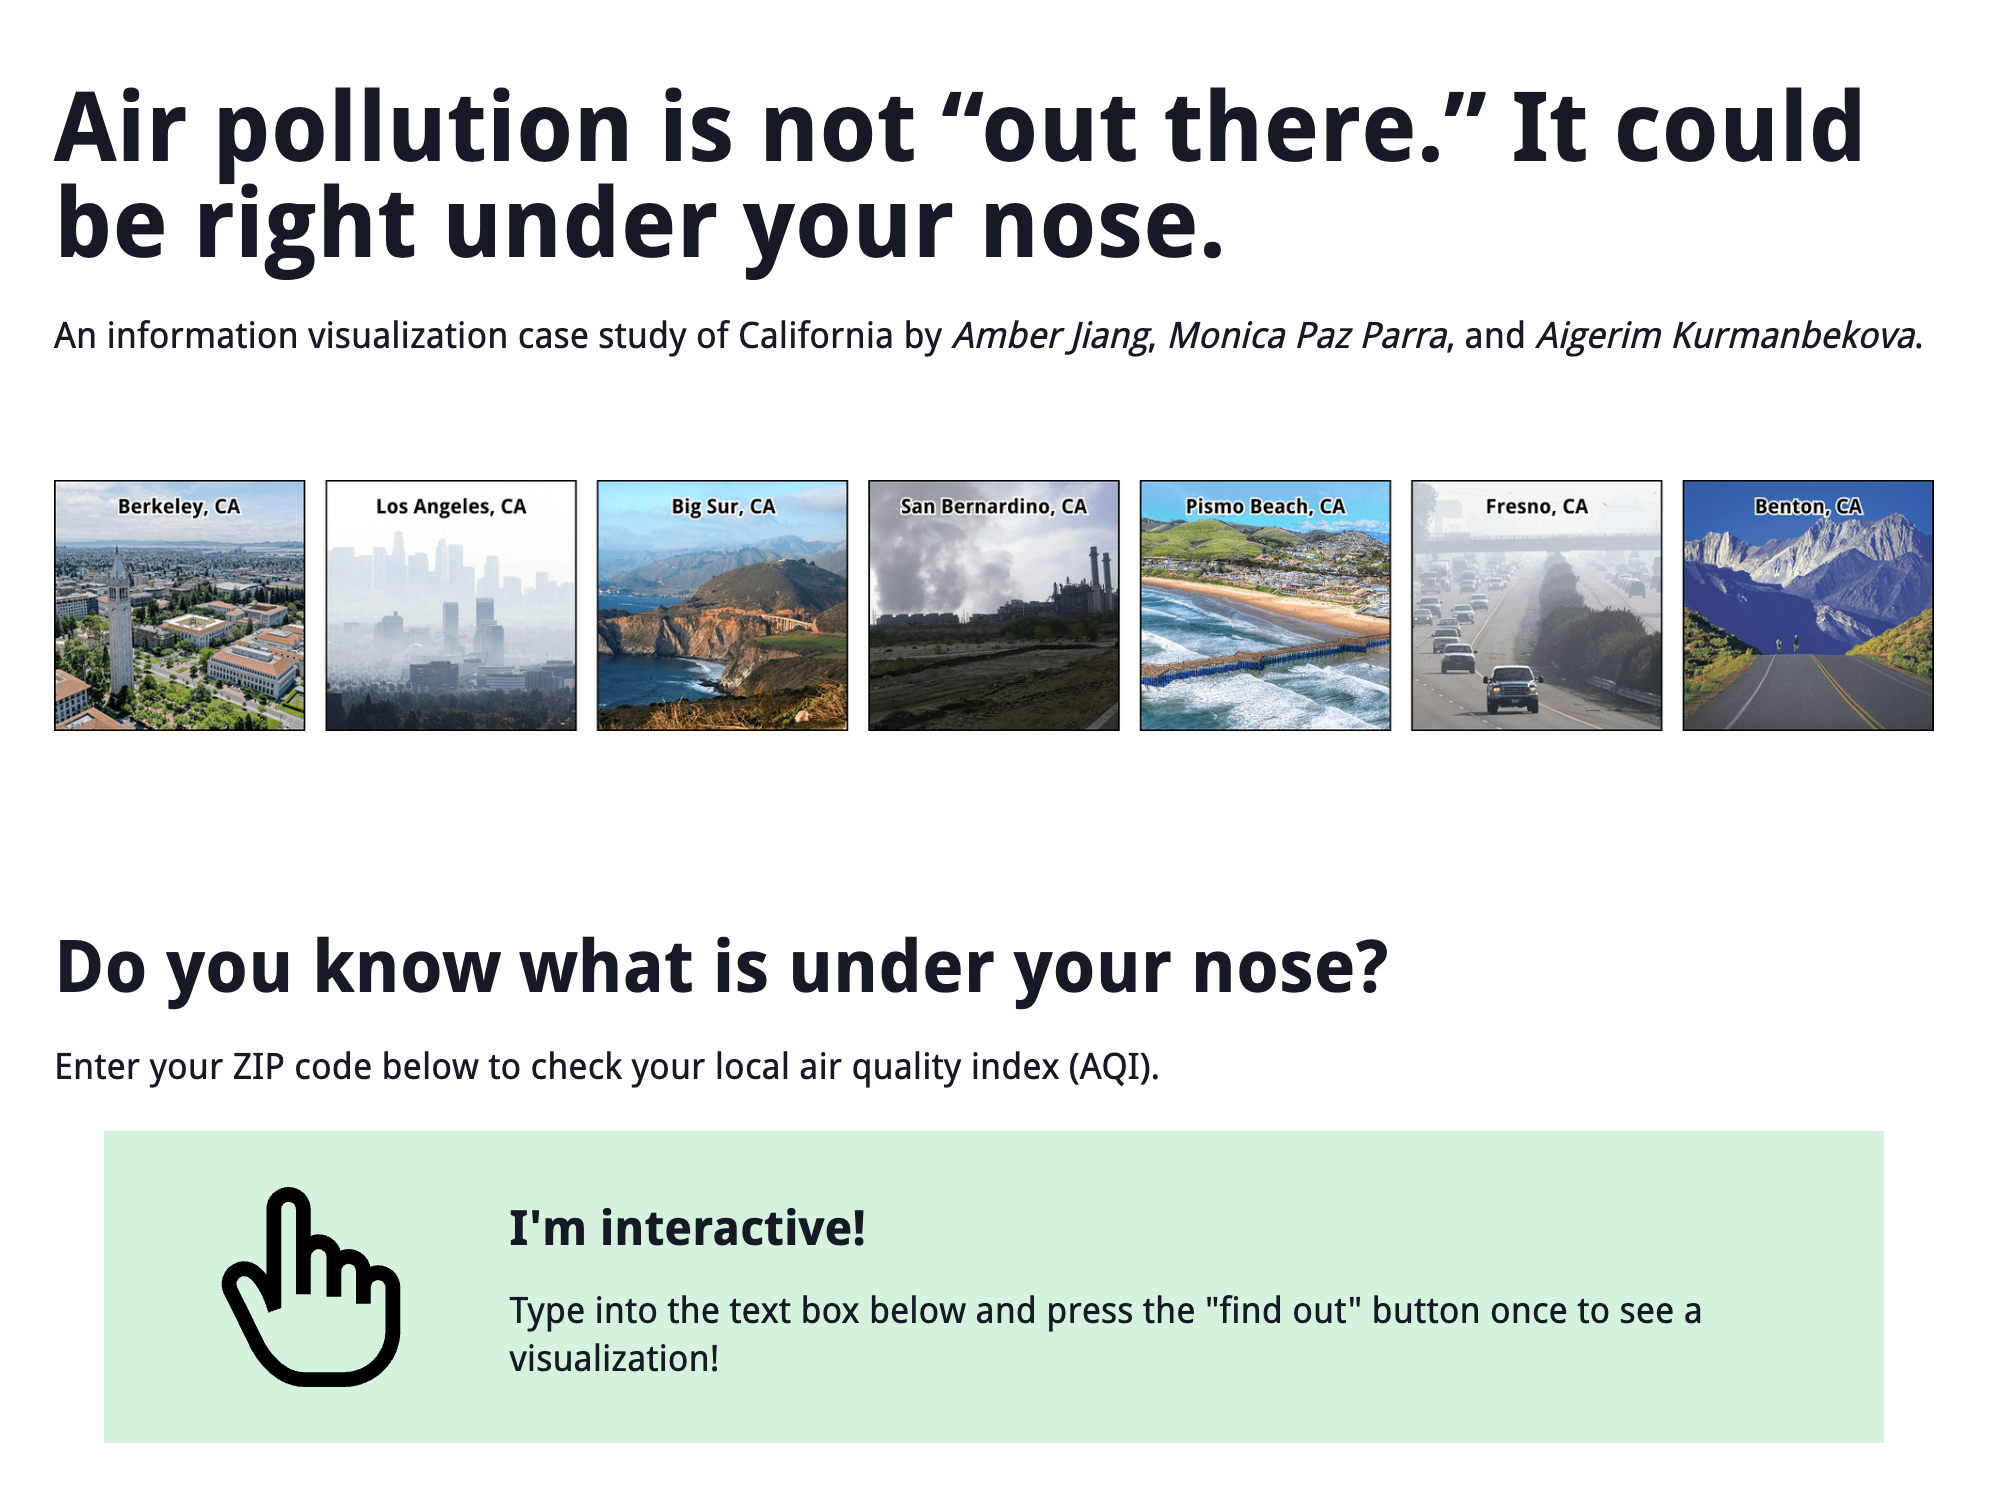 Air pollution is not “out there.” It could
be right under your nose.
An information visualization case study of California by Amber Jiang, Monica Paz Parra, and Aigerim Kurmanbekova.
Berkeley, CA
Los Angeles, CA
Big Sur, CA
San Bernardino, CA
Pismo Beach, CA
Fresno, CA
Benton, CA
Do you know what is under your nose?
Enter your ZIP code below to check your local air quality index (AQI).
I'm interactive!
Type into the text box below and press the "find out" button once to see a
visualization!